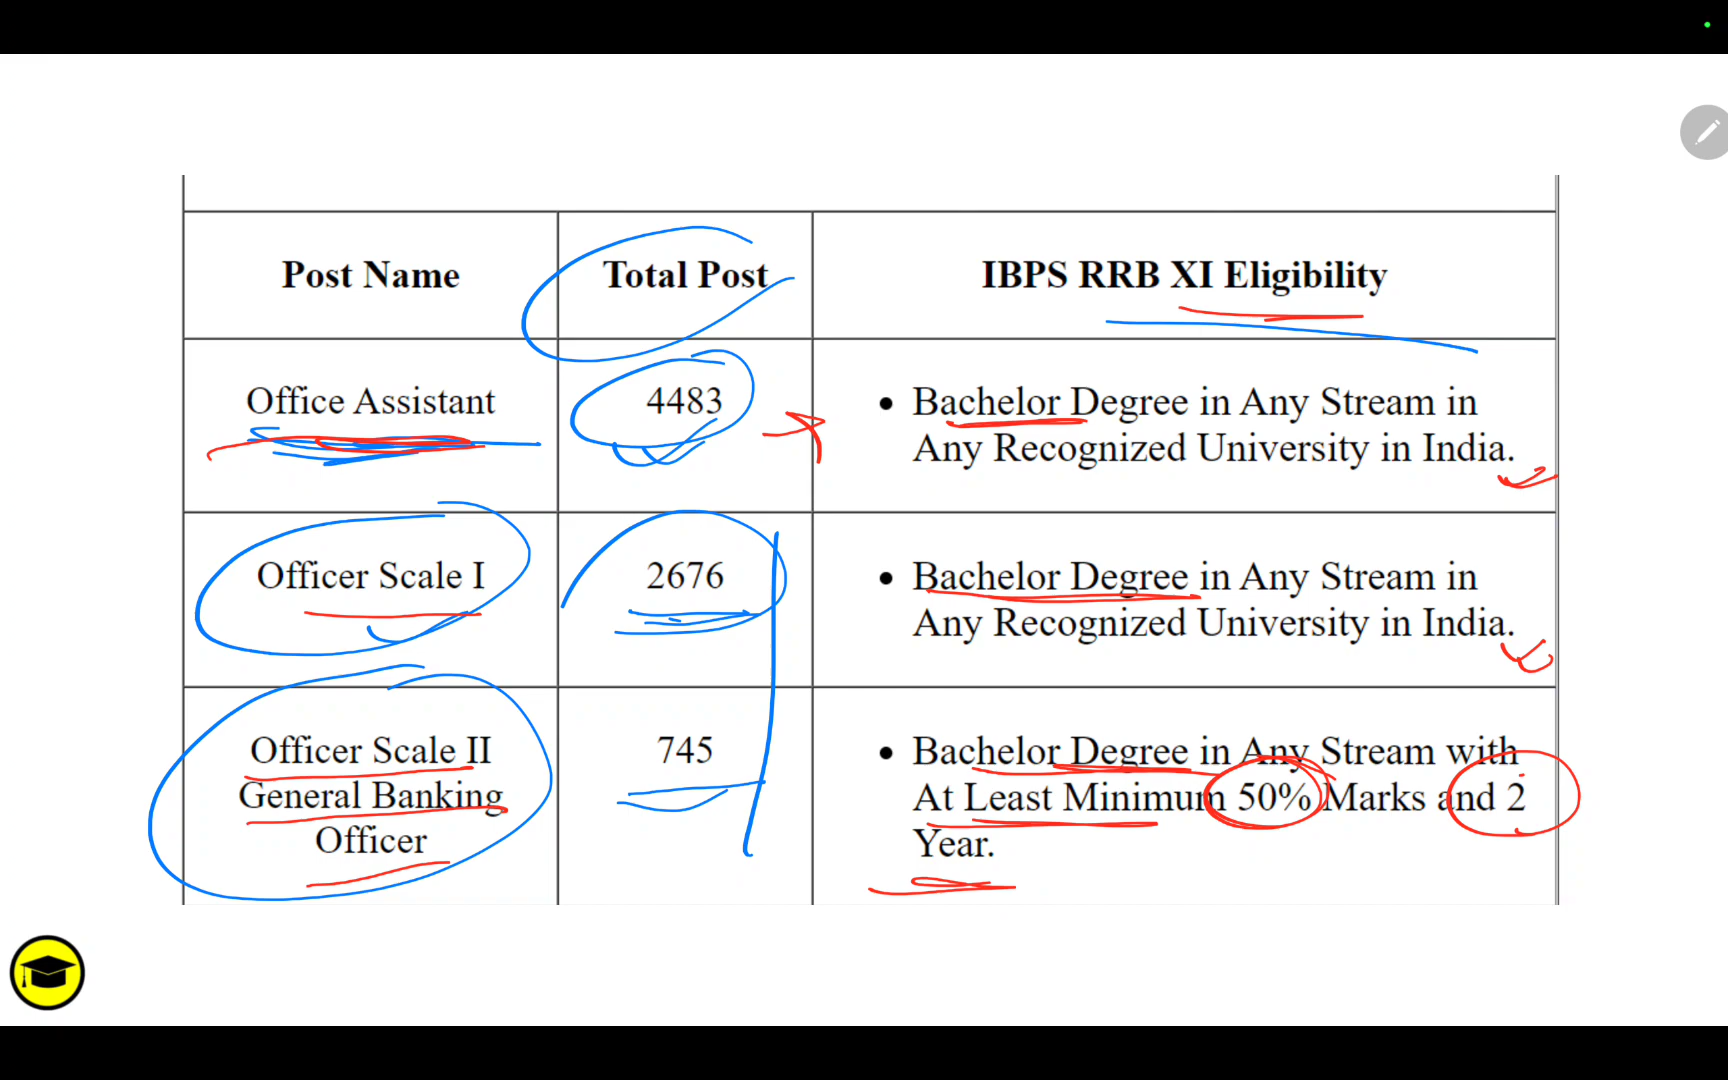 Post Name
Total Post
IBPS RRB XI Eligibility
Office Assistant
4483
• Bachelor Degree in Any Stream in
Any Recognized University in India.
Officer Scale I
2676
• Bachelor Degree in Any Stream in
Any Recognized University in India.
Officer Scale II
General Banking
Officer
745
• Bachelor Degree in Any Stream with
At Least Minimum 50% Marks and 2
Year.